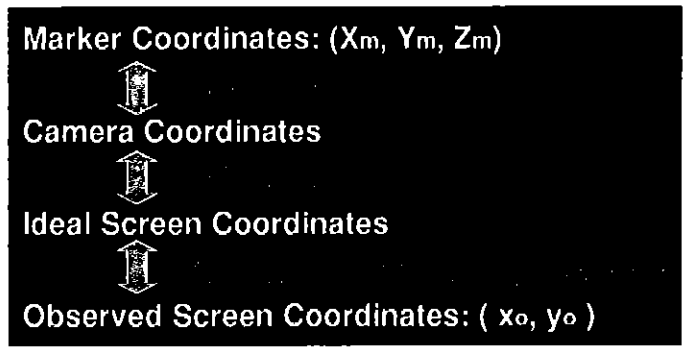 Marker Coordinates: (Xm, Ym, Zm)
Camera Coordinates
Ideal Screen Coordinates
Observed Screen Coordinates: ( xo, yo )